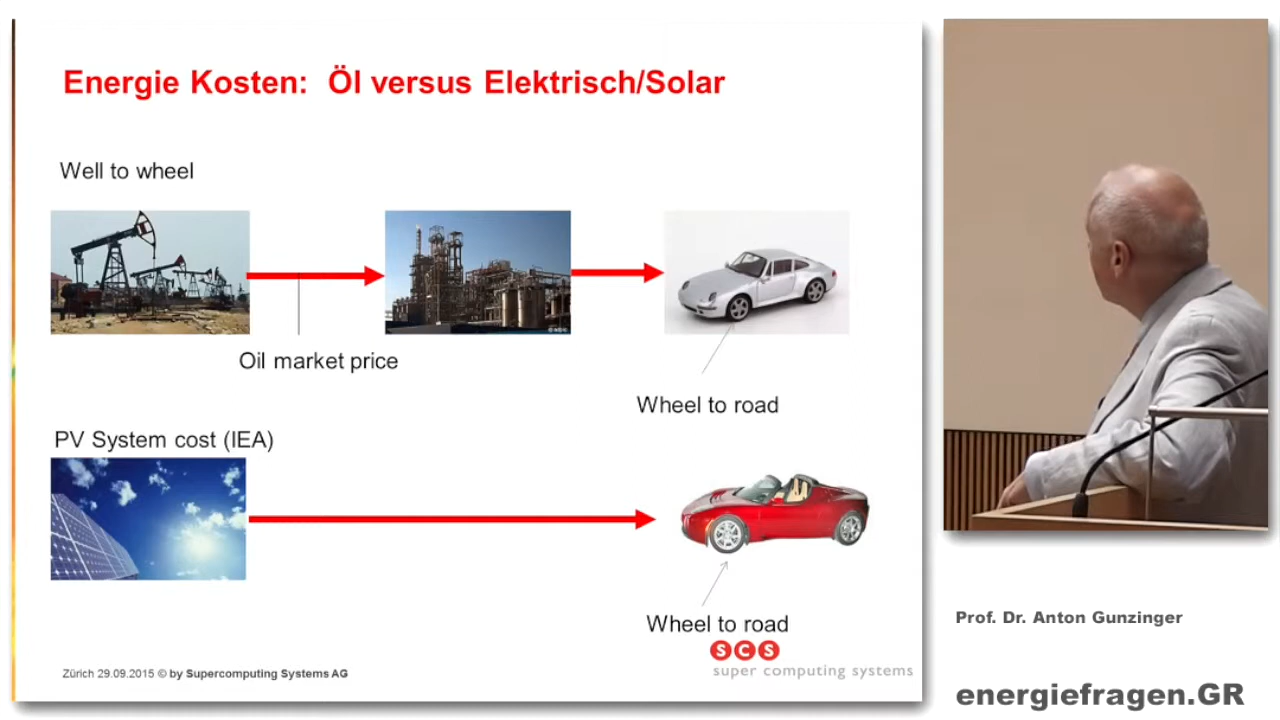 Energie Kosten: Öl versus Elektrisch/Solar
Well to wheel
Oil market price
Wheel to road
PV System cost (IEA)
Wheel to road
SCS
super computing systems
Zürich 29.09.2015 © by Supercomputing Systems AG
Prof. Dr. Anton Gunzinger
energiefragen.GR